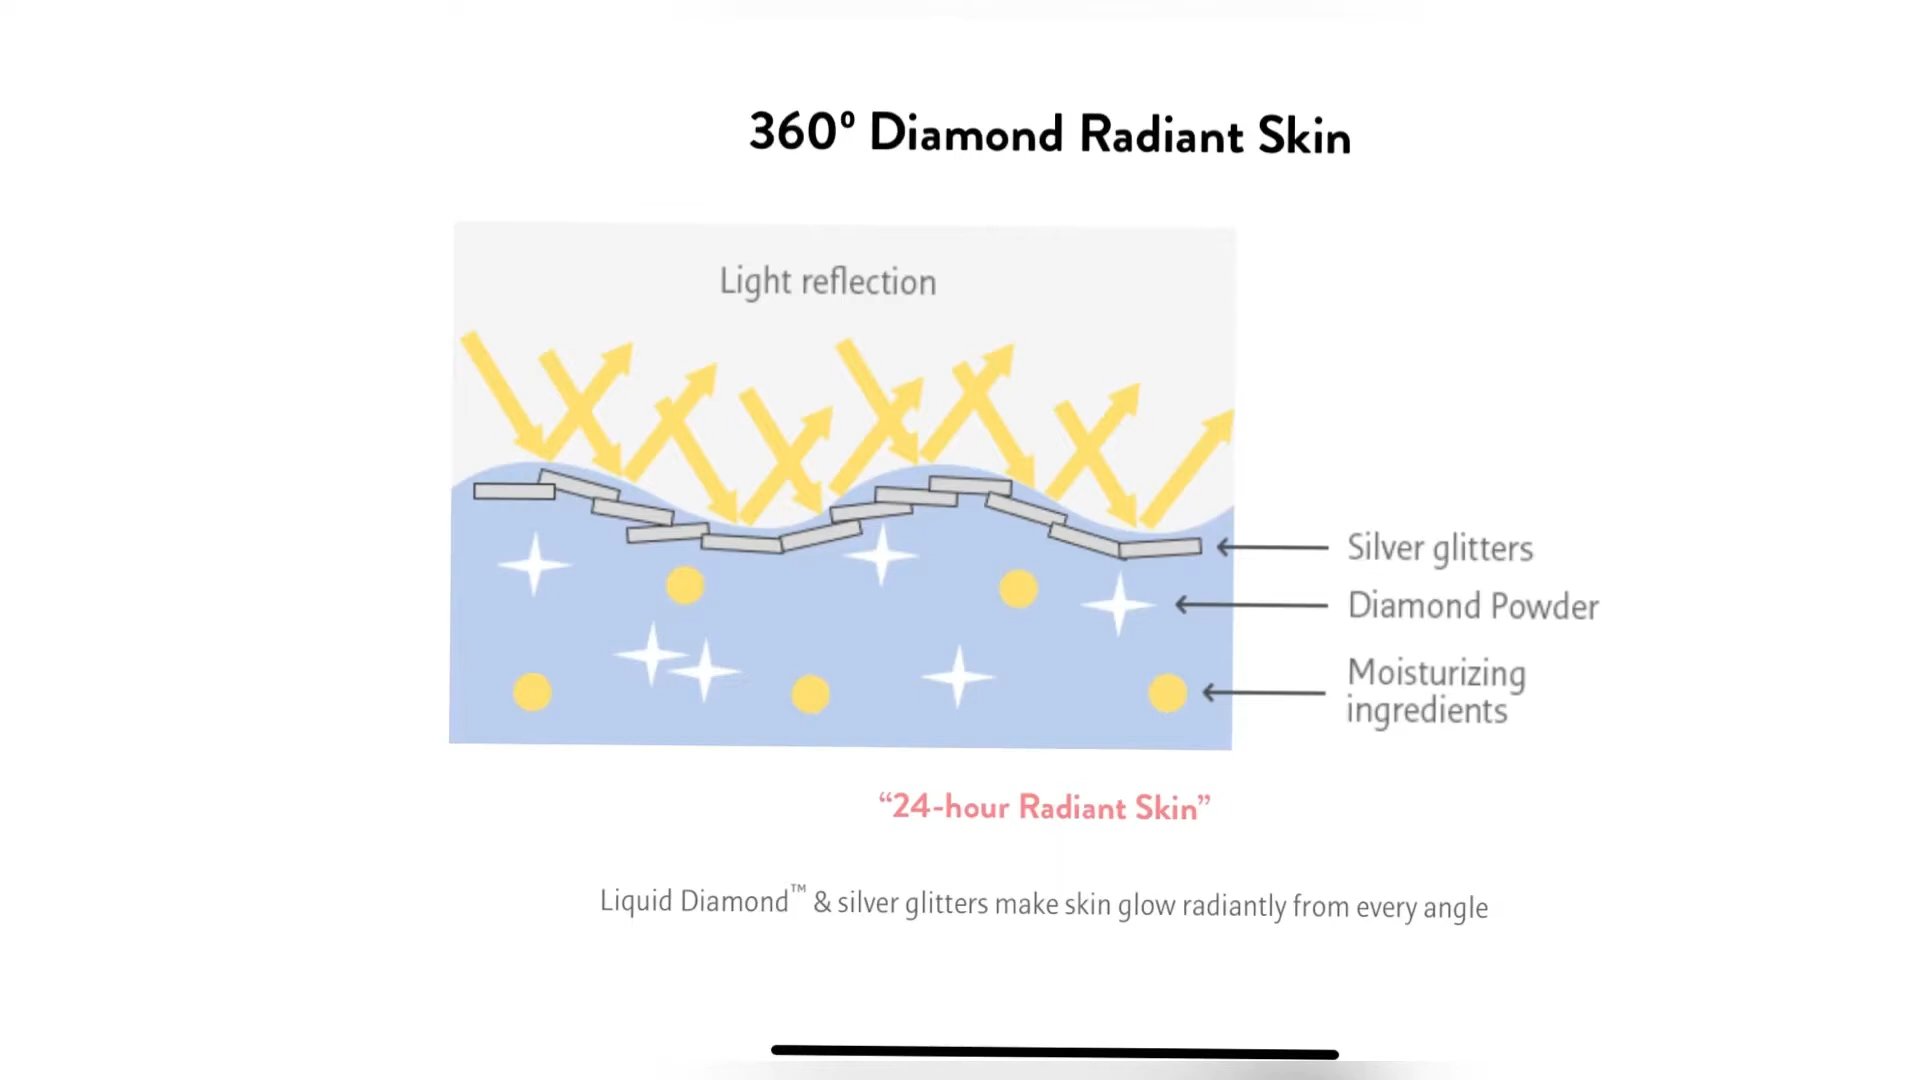 360º Diamond Radiant Skin
Light reflection
Silver glitters
Diamond Powder
Moisturizing
ingredients
“24-hour Radiant Skin”
Liquid Diamond™ & silver glitters make skin glow radiantly from every angle